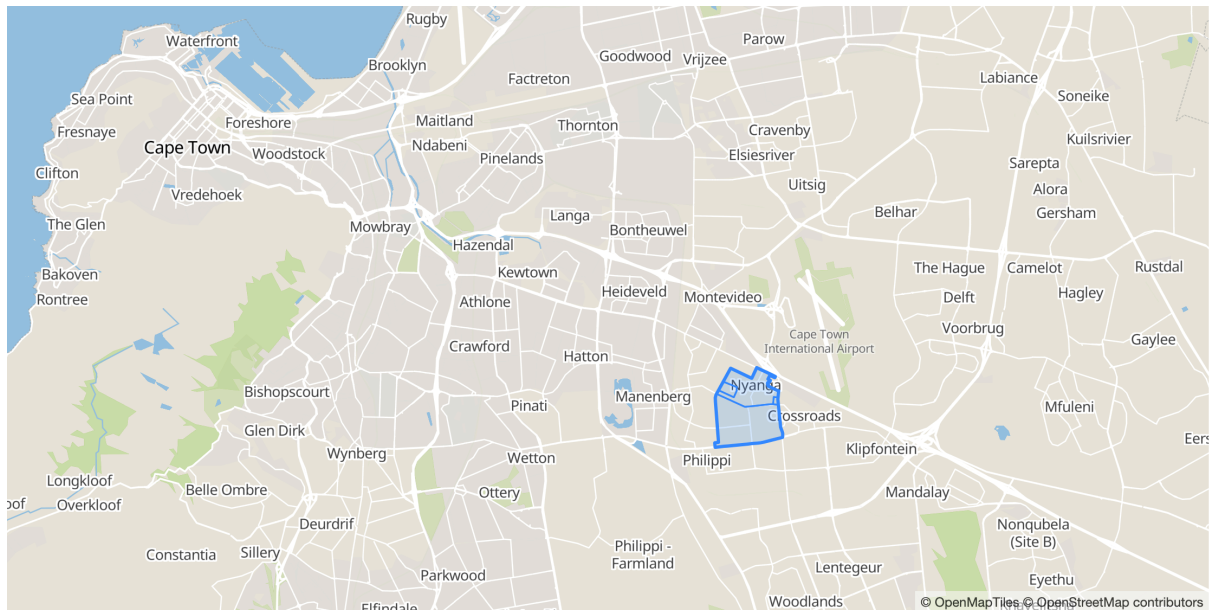 Rugby
Waterfront
Parow
Goodwood
Vrijzee
Brooklyn
Labiance
Factreton
Sea Point
Soneike
Foreshore
Maitland
Thornton
Fresnaye
Cravenby
Kuilsrivier
Cape Town
Ndabeni
Woodstock
Pinelands
Elsiesriver
Sarepta
Clifton
Uitsig
Alora
Vredehoek
Langa
Belhar
Gersham
The Glen
Mowbray
Bontheuwel
Hazendal
Bakoven
Kewtown
The Hague
Camelot
Rustdal
Rontree
Athlone
Heideveld
Montevideo
Delft
Hagley
Voorbrug
Cape Town
International Airport
Gaylee
Crawford
Hatton
Bishopscourt
Nyanga
Manenberg
Pinati
Crossroads
Mfuleni
Glen Dirk
Eers
Wynberg
Wetton
Philippi
Klipfontein
Longkloof
Belle Ombre
Ottery
Mandalay
oof
Overkloof
Deurdrif
Nonqubela
(Site B)
Constantia
Sillery
Philippi -
Farmland
Parkwood
Lentegeur
Eyethu
Woodlands
Elfindale
© OpenMapTiles © OpenStreetMap contributors